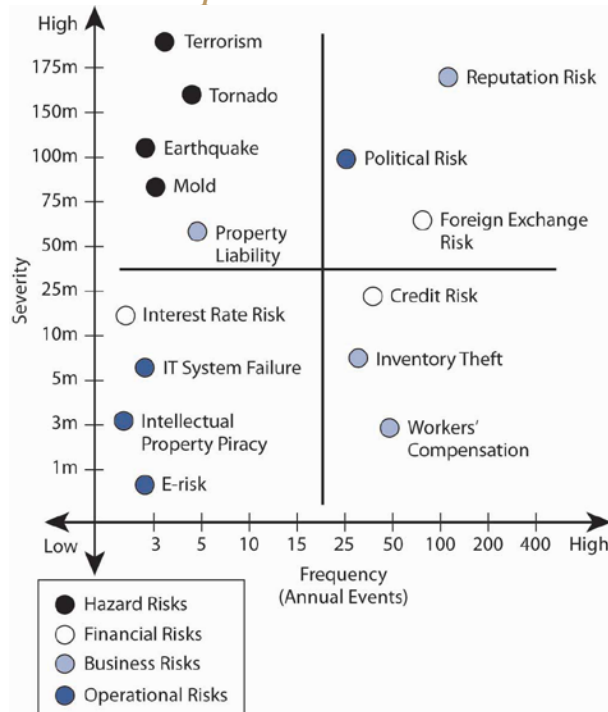 High
175m
150m
100m
75m
50m
25m
10m
5m
3m
1m
Severity
Terrorism
Tornado
Earthquake
Mold
Property
Liability
Reputation Risk
Political Risk
Foreign Exchange
Risk
Interest Rate Risk
IT System Failure
Intellectual
Property Piracy
E-risk
Credit Risk
Inventory Theft
Workers'
Compensation
Low
3
5
10
15
25
50
100
200
400
High
Frequency
(Annual Events)
Hazard Risks
Financial Risks
Business Risks
Operational Risks